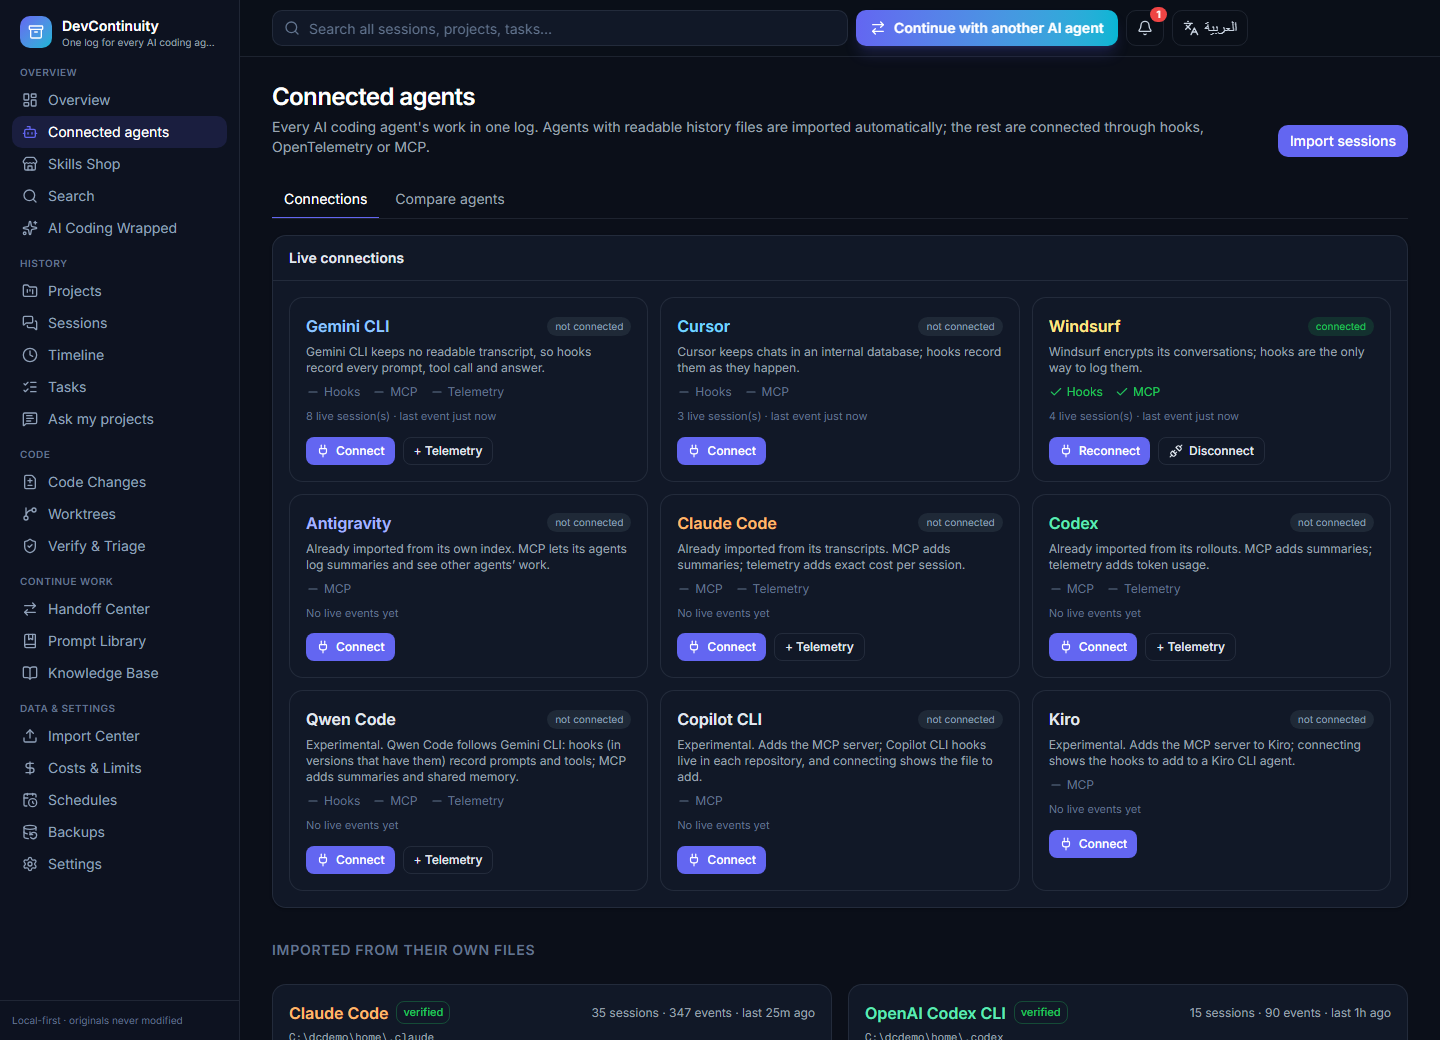 DevContinuity
One log for every AI coding ag...
OVERVIEW
Overview
Connected agents
Skills Shop
Search
AI Coding Wrapped
HISTORY
Projects
Sessions
Timeline
Tasks
Ask my projects
CODE
Code Changes
Worktrees
Verify & Triage
CONTINUE WORK
Handoff Center
Prompt Library
Knowledge Base
DATA & SETTINGS
Import Center
Costs & Limits
Schedules
Backups
Settings
Local-first · originals never modified
Search all sessions, projects, tasks...
Continue with another AI agent
1
العربية
Connected agents
Every AI coding agent's work in one log. Agents with readable history files are imported automatically; the rest are connected through hooks,
OpenTelemetry or MCP.
Import sessions
Connections
Compare agents
Live connections
Gemini CLI
not connected
Gemini CLI keeps no readable transcript, so hooks
record every prompt, tool call and answer.
— Hooks — MCP — Telemetry
8 live session(s) · last event just now
Connect
+ Telemetry
Cursor
not connected
Cursor keeps chats in an internal database; hooks record
them as they happen.
— Hooks — MCP
3 live session(s) · last event just now
Connect
Windsurf
connected
Windsurf encrypts its conversations; hooks are the only
way to log them.
✓ Hooks ✓ MCP
4 live session(s) · last event just now
Reconnect
Disconnect
Antigravity
not connected
Already imported from its own index. MCP lets its agents
log summaries and see other agents’ work.
— MCP
No live events yet
Connect
Claude Code
not connected
Already imported from its transcripts. MCP adds
summaries; telemetry adds exact cost per session.
— MCP — Telemetry
No live events yet
Connect
+ Telemetry
Codex
not connected
Already imported from its rollouts. MCP adds summaries;
telemetry adds token usage.
— MCP — Telemetry
No live events yet
Connect
+ Telemetry
Qwen Code
not connected
Experimental. Qwen Code follows Gemini CLI: hooks (in
versions that have them) record prompts and tools; MCP
adds summaries and shared memory.
— Hooks — MCP — Telemetry
No live events yet
Connect
+ Telemetry
Copilot CLI
not connected
Experimental. Adds the MCP server; Copilot CLI hooks
live in each repository, and connecting shows the file to
add.
— MCP
No live events yet
Connect
Kiro
not connected
Experimental. Adds the MCP server to Kiro; connecting
shows the hooks to add to a Kiro CLI agent.
— MCP
No live events yet
Connect
IMPORTED FROM THEIR OWN FILES
Claude Code
verified
35 sessions · 347 events · last 25m ago
C:\dcdemo\home\.claude
OpenAI Codex CLI
verified
15 sessions · 90 events · last 1h ago
C:\dcdemo\home\.codex